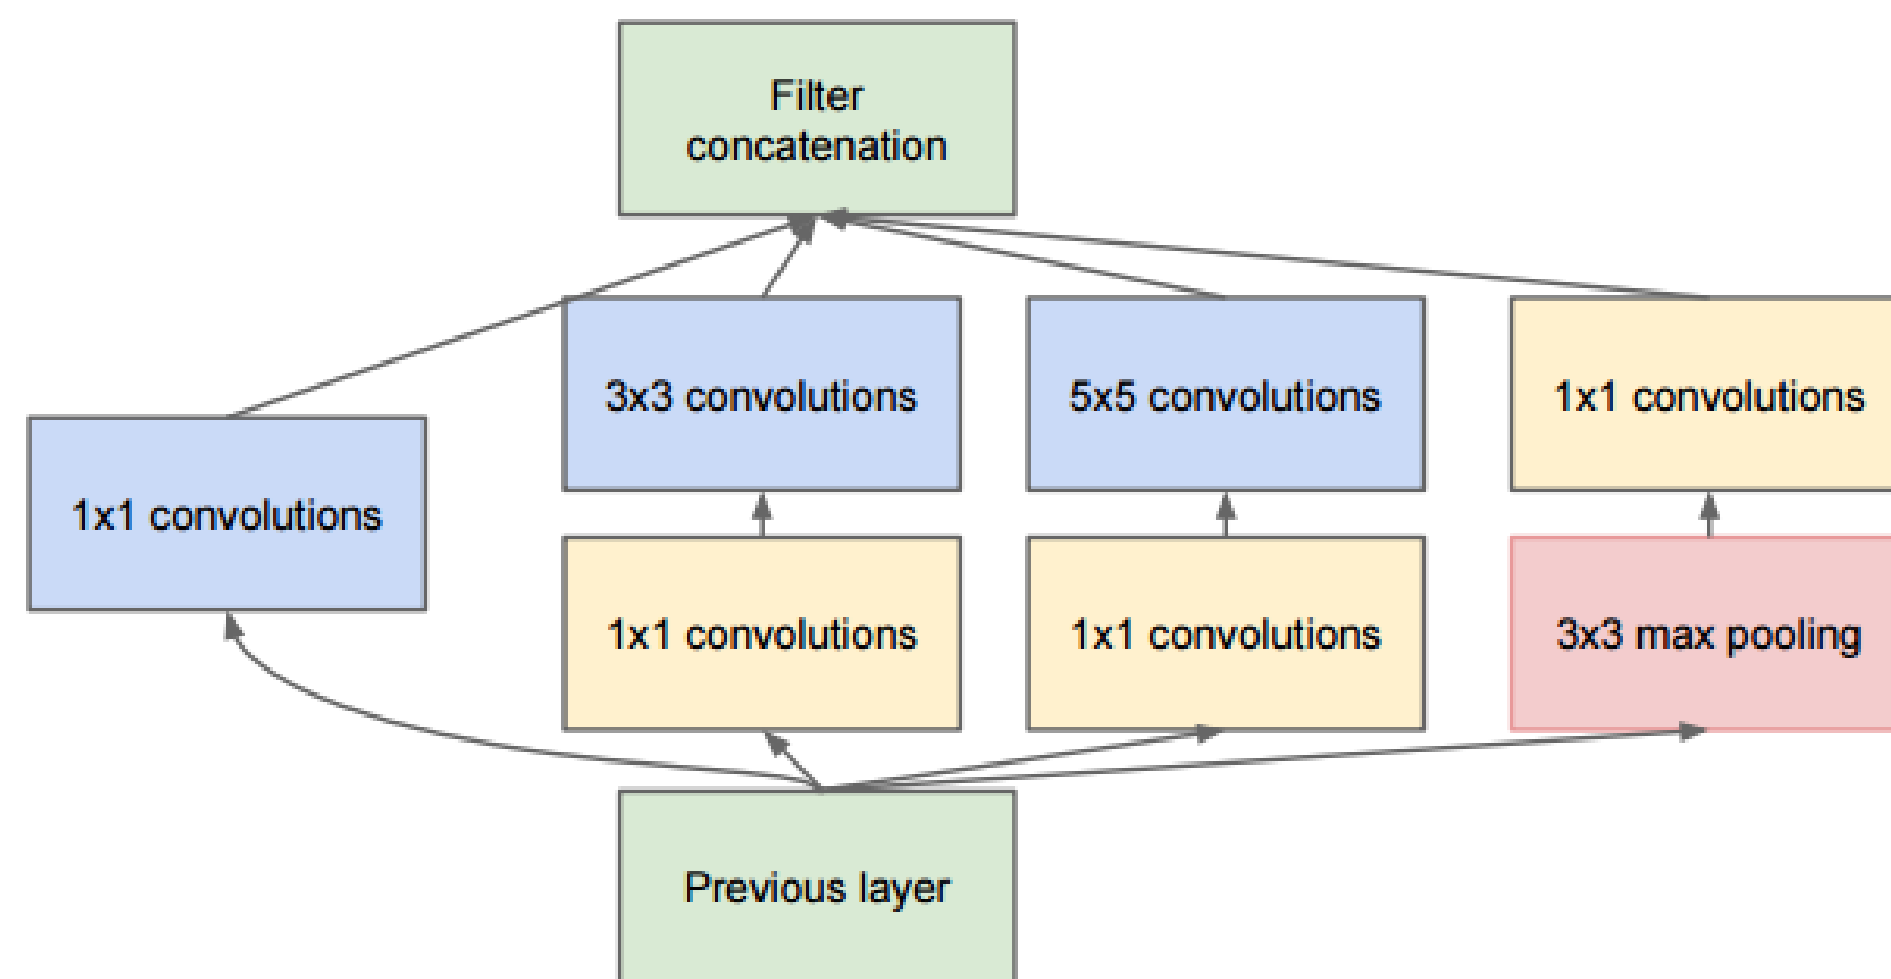 Filter
concatenation
3x3 convolutions
5x5 convolutions
1x1 convolutions
1x1 convolutions
1x1 convolutions
1x1 convolutions
3x3 max pooling
Previous layer